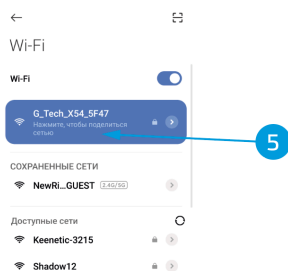 Wi-Fi
Wi-Fi
G_Tech_X54_5F47
Нажмите, чтобы поделиться
сетью
5
СОХРАНЕННЫЕ СЕТИ
NewRi...GUEST 2.4G/5G
Доступные сети
Keenetic-3215
Shadow12